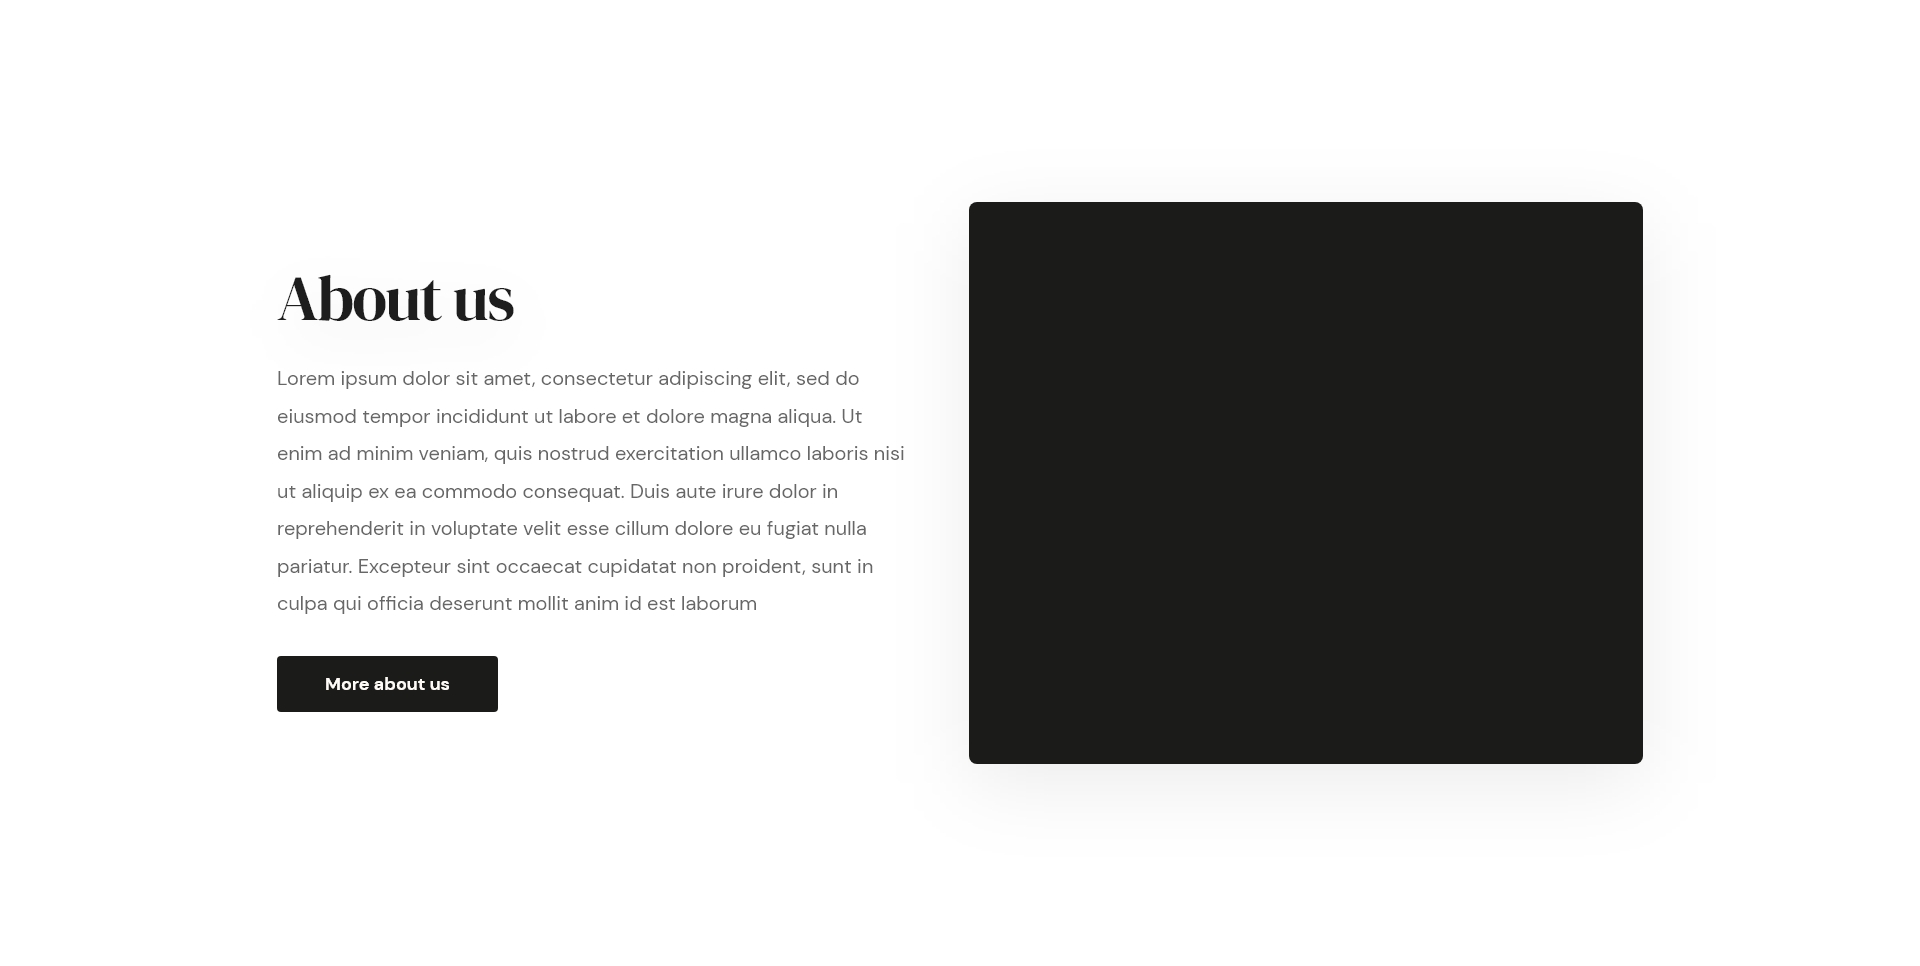 About us
Lorem ipsum dolor sit amet, consectetur adipiscing elit, sed do
eiusmod tempor incididunt ut labore et dolore magna aliqua. Ut
enim ad minim veniam, quis nostrud exercitation ullamco laboris nisi
ut aliquip ex ea commodo consequat. Duis aute irure dolor in
reprehenderit in voluptate velit esse cillum dolore eu fugiat nulla
pariatur. Excepteur sint occaecat cupidatat non proident, sunt in
culpa qui officia deserunt mollit anim id est laborum
More about us